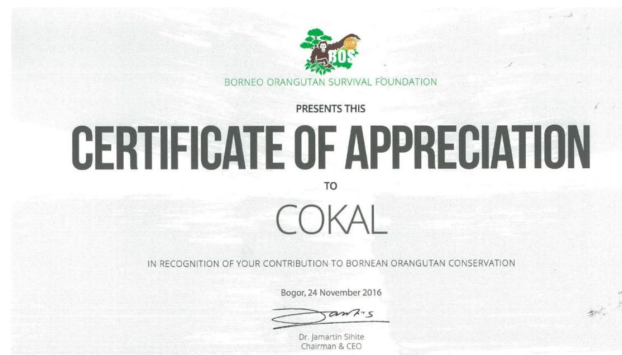 BOS
BORNEO ORANGUTAN SURVIVAL FOUNDATION
PRESENTS THIS
CERTIFICATE OF APPRECIATION
TO
COKAL
IN RECOGNITION OF YOUR CONTRIBUTION TO BORNEAN ORANGUTAN CONSERVATION
Bogor, 24 November 2016
Dr. Jamartin Sihite
Chairman & CEO